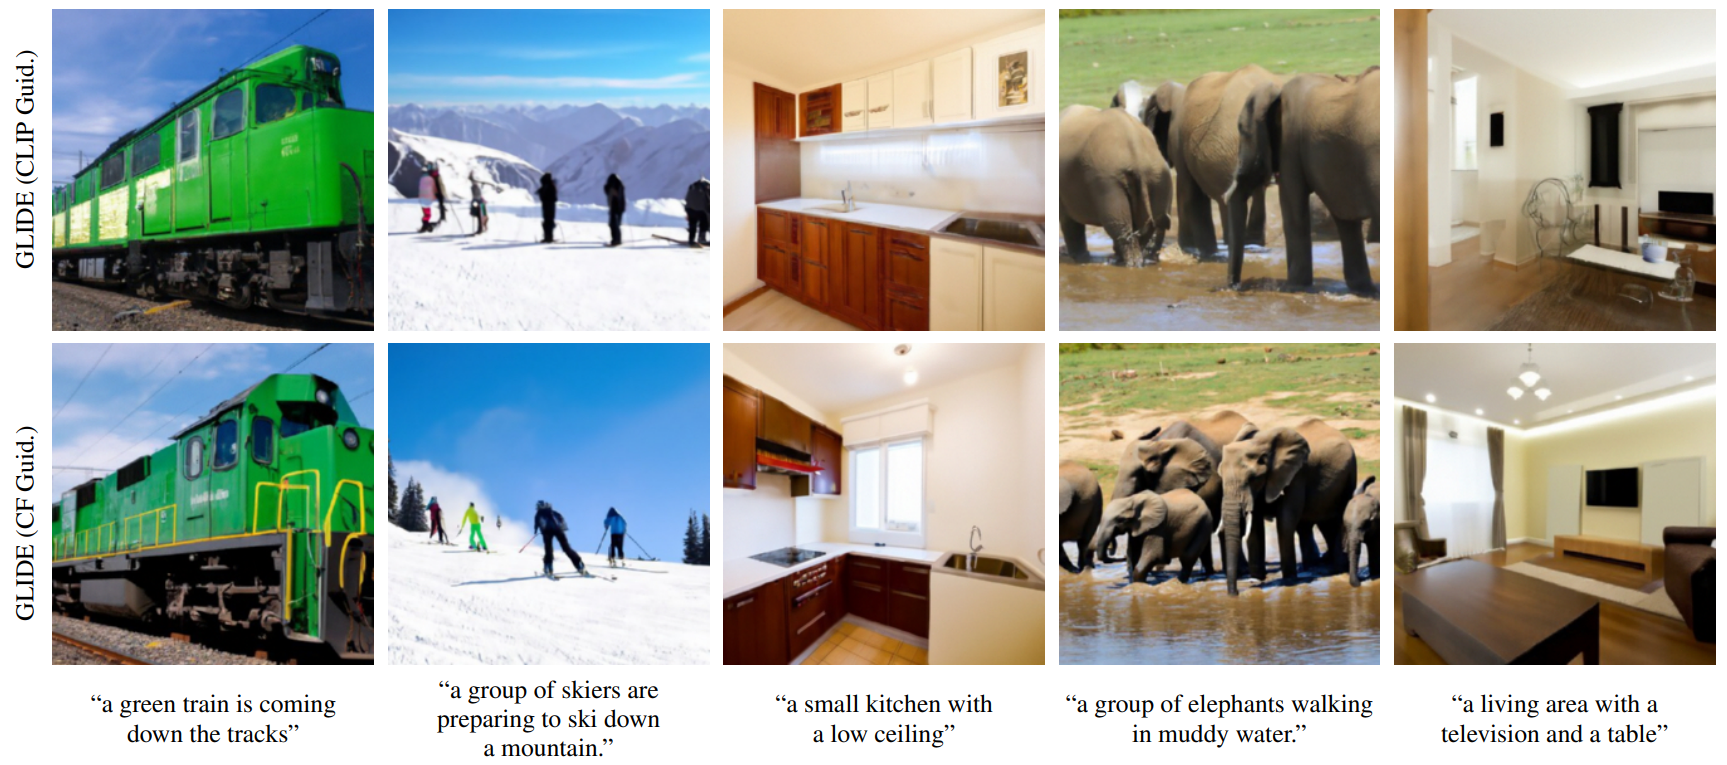 GLIDE (CLIP Guid.)
GLIDE (CF Guid.)
“a green train is coming
down the tracks”
“a group of skiers are
preparing to ski down
a mountain.”
“a small kitchen with
a low ceiling”
“a group of elephants walking
in muddy water.”
“a living area with a
television and a table”